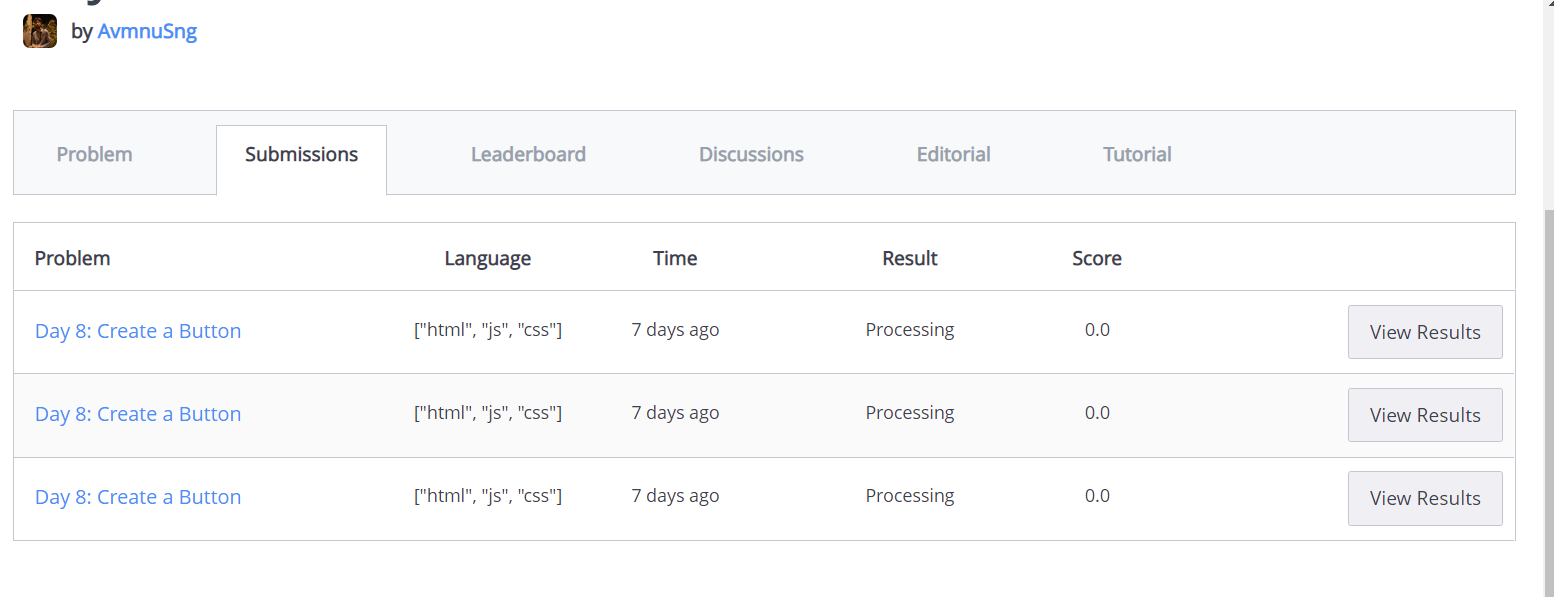 by AvmnuSng
Problem Submissions Leaderboard Discussions Editorial Tutorial
Problem Language Time Result Score
Day 8: Create a Button ["html", "js", "css"] 7 days ago Processing 0.0 View Results
Day 8: Create a Button ["html", "js", "css"] 7 days ago Processing 0.0 View Results
Day 8: Create a Button ["html", "js", "css"] 7 days ago Processing 0.0 View Results